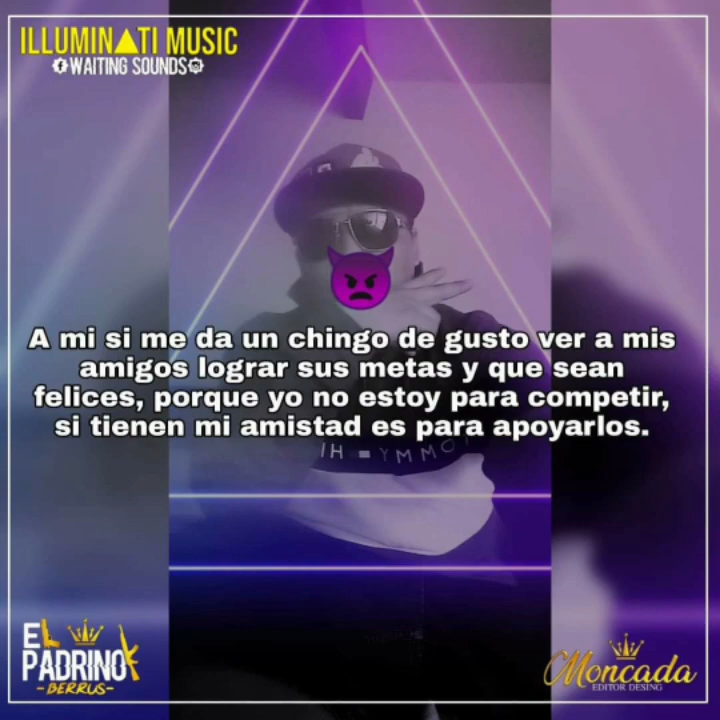 ILLUMINATI MUSIC
WAITING SOUNDS
A mi si me da un chingo de gusto ver a mis
amigos lograr sus metas y que sean
felices, porque yo no estoy para competir,
si tienen mi amistad es para apoyarlos.
EL
PADRINO
-BERRUS-
Moncada
EDITOR DESING